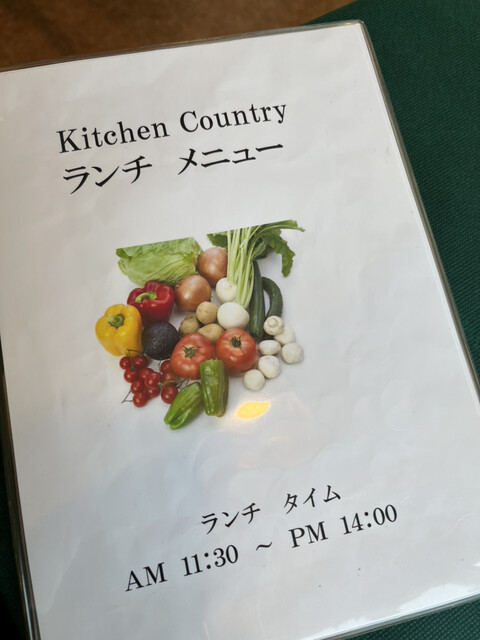 Kitchen Country
ランチ メニュー
ランチ タイム
AM 11:30 ～ PM 14:00